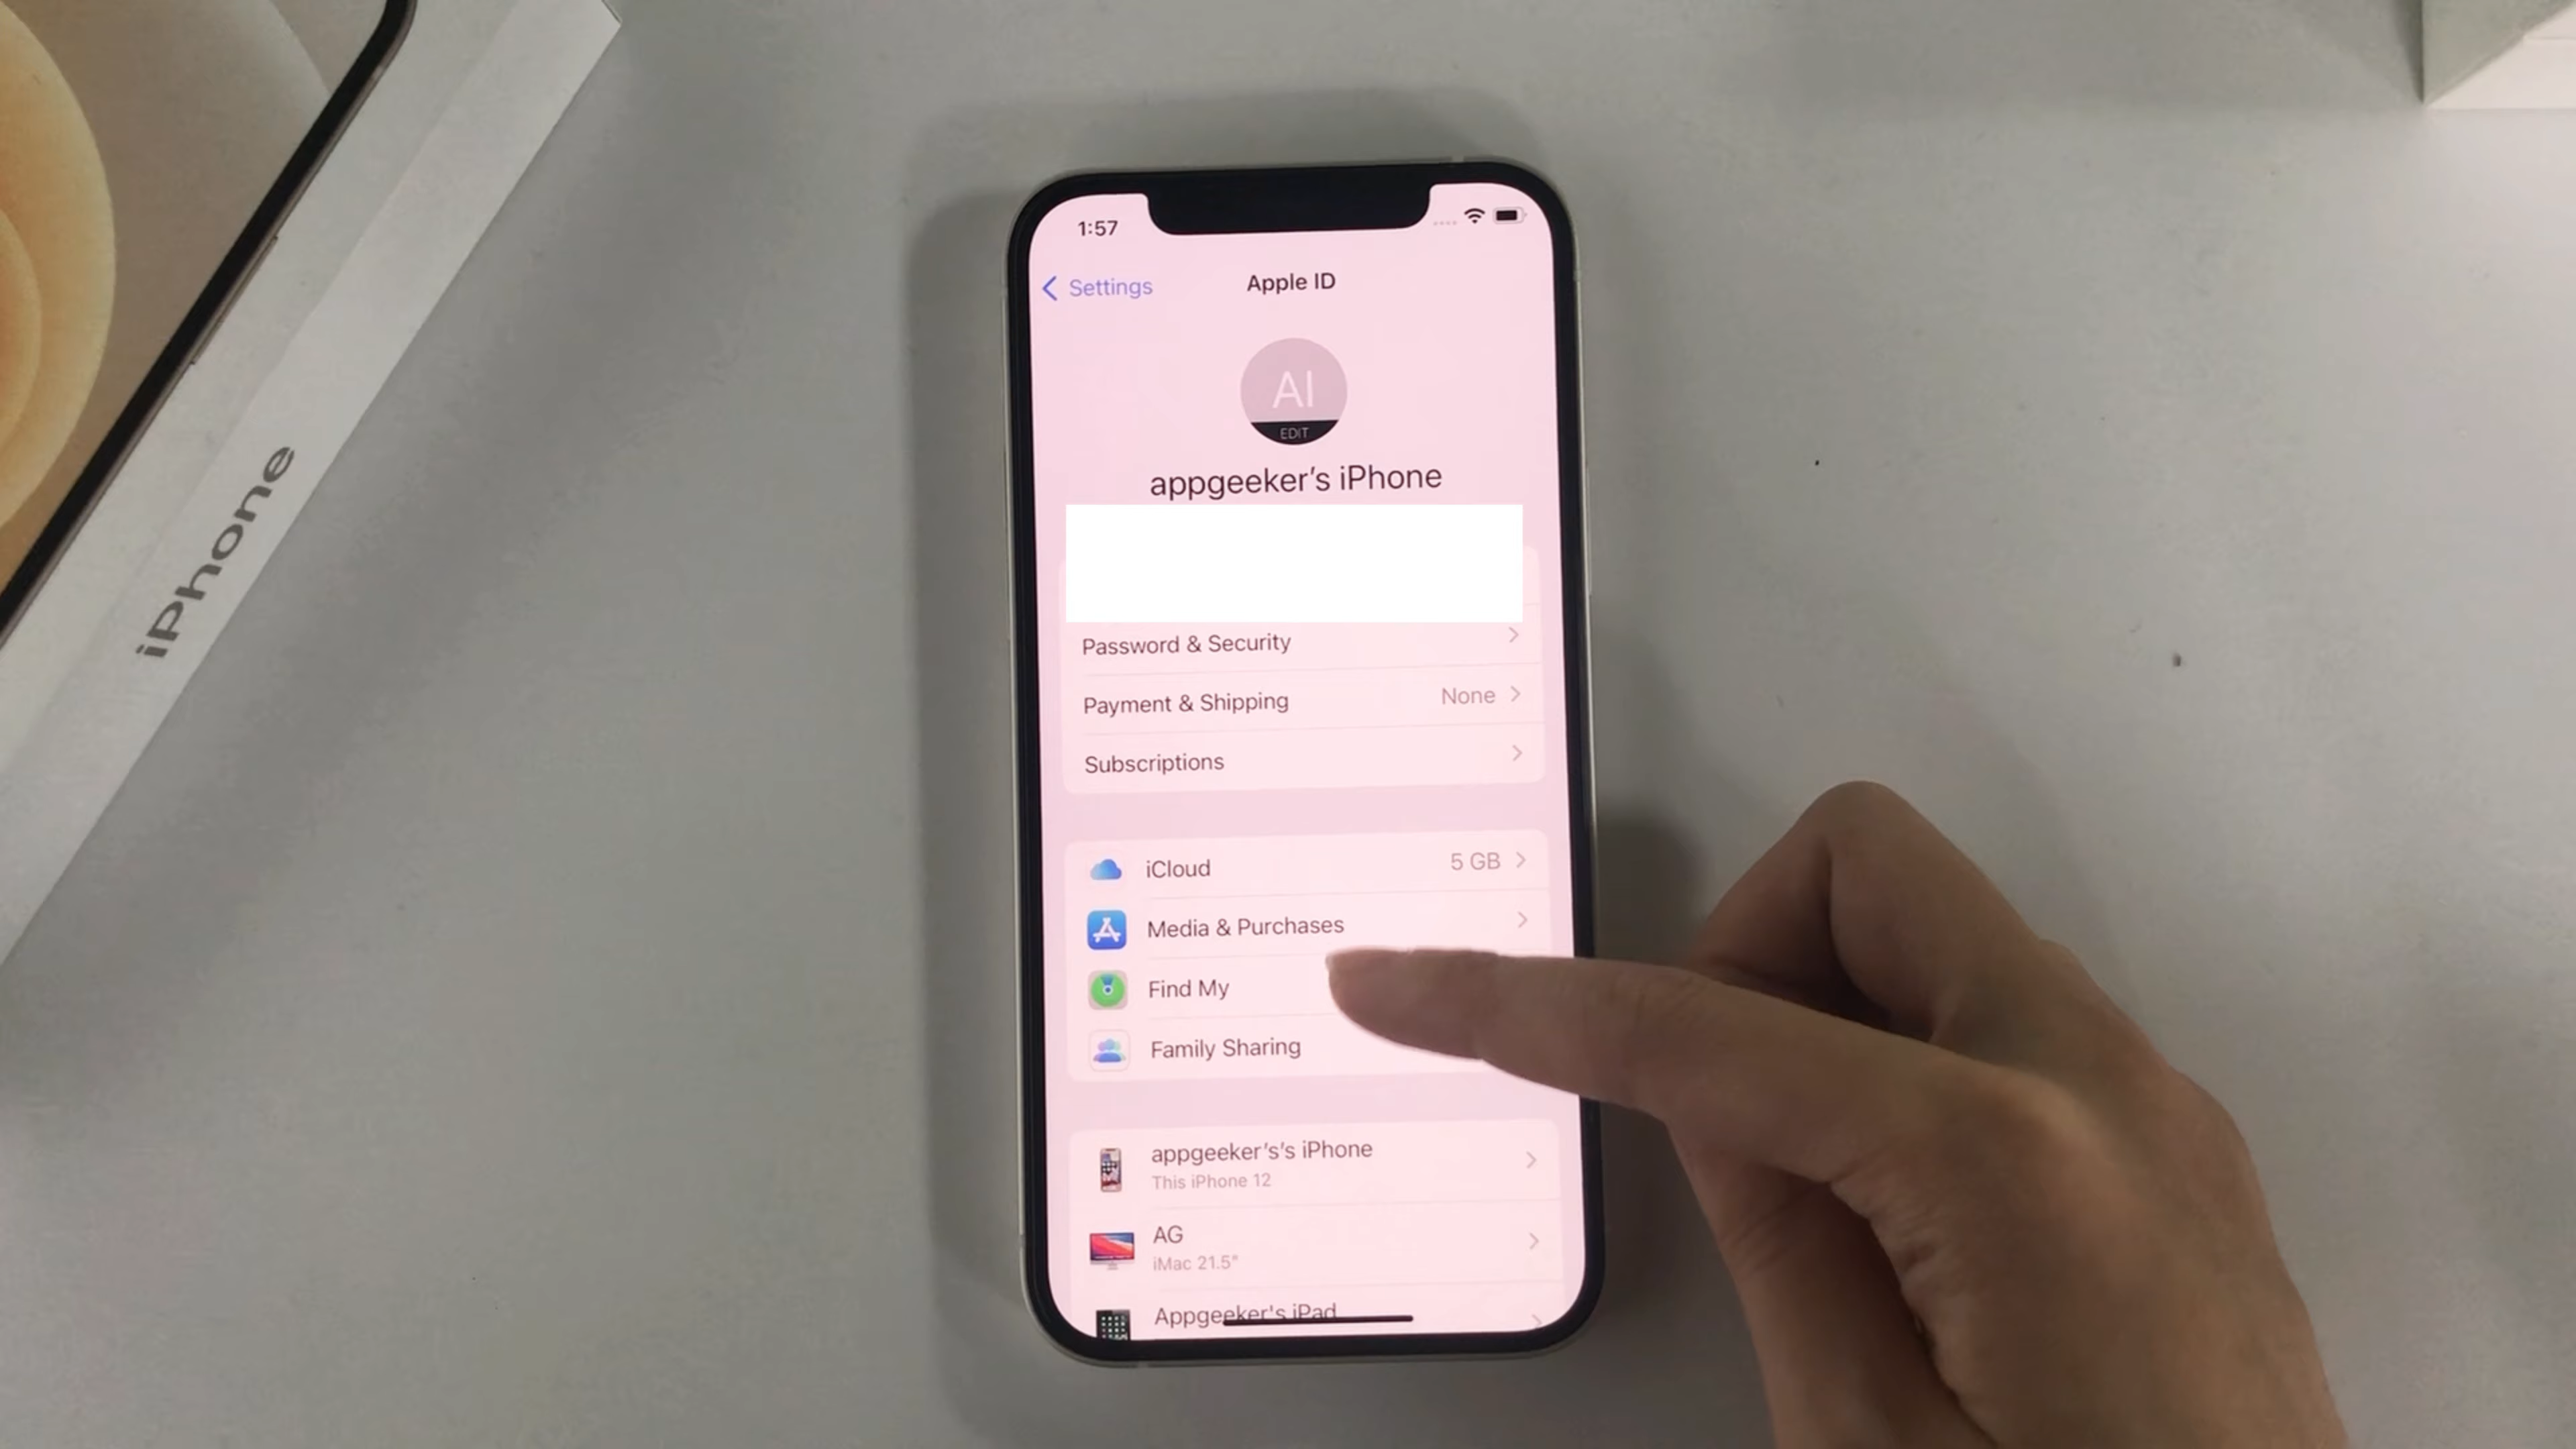 iPhone
1:57
Settings
Apple ID
AI
EDIT
appgeeker's iPhone
Password & Security
Payment & Shipping None
Subscriptions
iCloud 5 GB
Media & Purchases
Find My
Family Sharing
appgeeker's's iPhone
This iPhone 12
AG
iMac 21.5"
Appgeeker's iPad